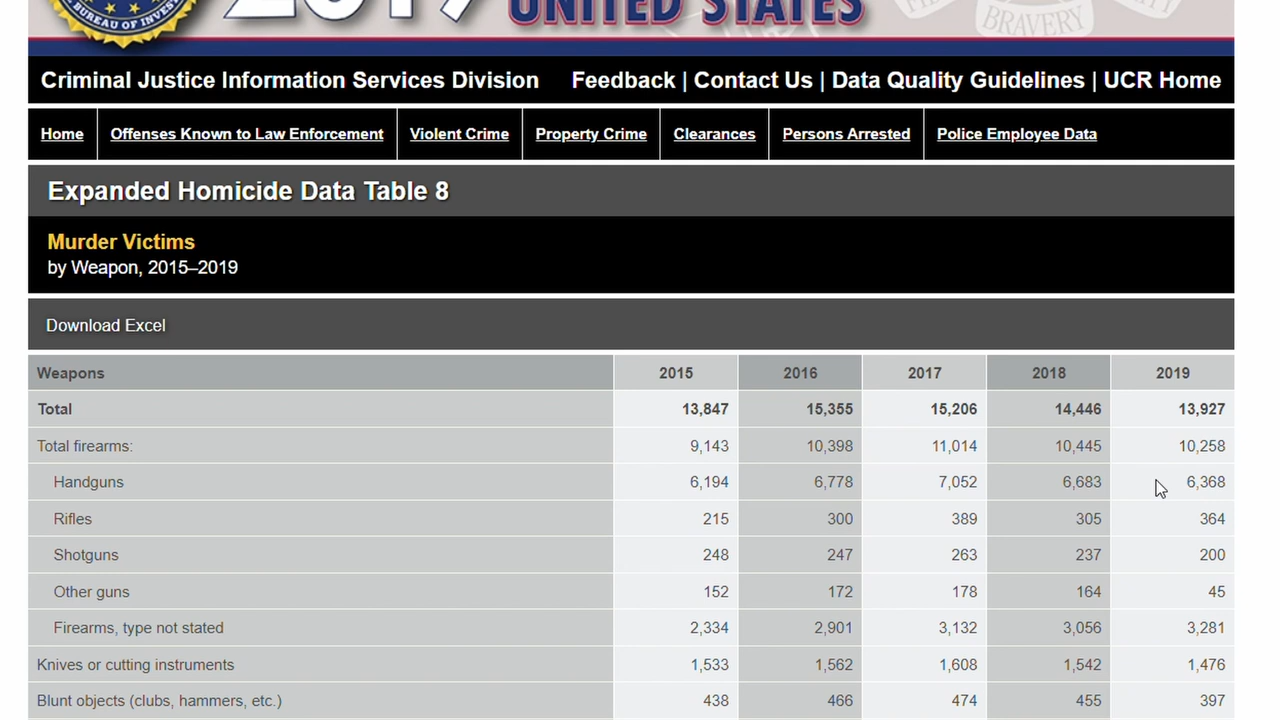 BUREAU OF INVES
2019 UNITED STATES
BRAVERY
Criminal Justice Information Services Division Feedback | Contact Us | Data Quality Guidelines | UCR Home
Home Offenses Known to Law Enforcement Violent Crime Property Crime Clearances Persons Arrested Police Employee Data
Expanded Homicide Data Table 8
Murder Victims
by Weapon, 2015–2019
Download Excel
Weapons 2015 2016 2017 2018 2019
Total 13,847 15,355 15,206 14,446 13,927
Total firearms: 9,143 10,398 11,014 10,445 10,258
Handguns 6,194 6,778 7,052 6,683 6,368
Rifles 215 300 389 305 364
Shotguns 248 247 263 237 200
Other guns 152 172 178 164 45
Firearms, type not stated 2,334 2,901 3,132 3,056 3,281
Knives or cutting instruments 1,533 1,562 1,608 1,542 1,476
Blunt objects (clubs, hammers, etc.) 438 466 474 455 397